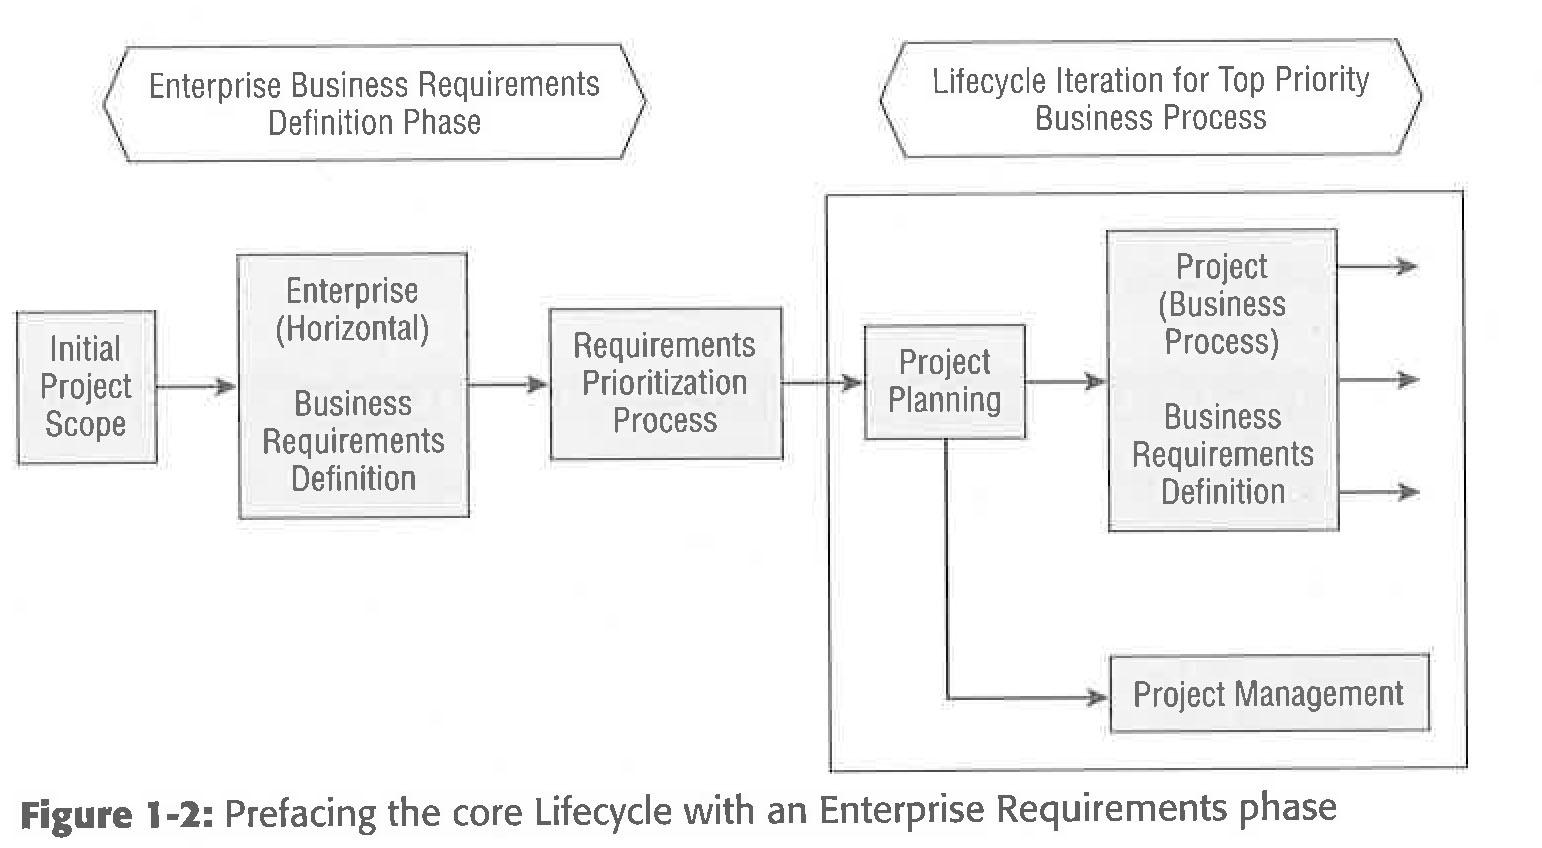 Enterprise Business Requirements
Definition Phase
Lifecycle Iteration for Top Priority
Business Process
Initial
Project
Scope
Enterprise
(Horizontal)
Business
Requirements
Definition
Requirements
Prioritization
Process
Project
Planning
Project
(Business
Process)
Business
Requirements
Definition
Project Management
Figure 1-2: Prefacing the core Lifecycle with an Enterprise Requirements phase